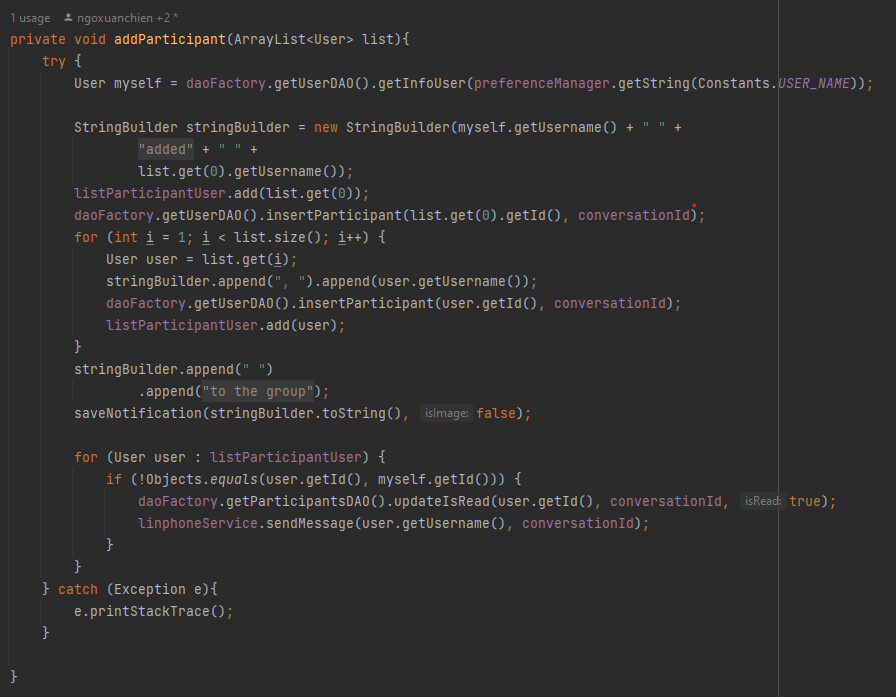 1 usage ngoxuanchien +2 *
private void addParticipant(ArrayList<User> list){
try {
User myself = daoFactory.getUserDAO().getInfoUser(preferenceManager.getString(Constants.USER_NAME));
StringBuilder stringBuilder = new StringBuilder(myself.getUsername() + " " +
"added" + " " +
list.get(0).getUsername());
listParticipantUser.add(list.get(0));
daoFactory.getUserDAO().insertParticipant(list.get(0).getId(), conversationId);
for (int i = 1; i < list.size(); i++) {
User user = list.get(i);
stringBuilder.append(", ").append(user.getUsername());
daoFactory.getUserDAO().insertParticipant(user.getId(), conversationId);
listParticipantUser.add(user);
}
stringBuilder.append(" ")
.append("to the group");
saveNotification(stringBuilder.toString(), isImage: false);
for (User user : listParticipantUser) {
if (!Objects.equals(user.getId(), myself.getId())) {
daoFactory.getParticipantsDAO().updateIsRead(user.getId(), conversationId, isRead: true);
linphoneService.sendMessage(user.getUsername(), conversationId);
}
}
} catch (Exception e){
e.printStackTrace();
}
}